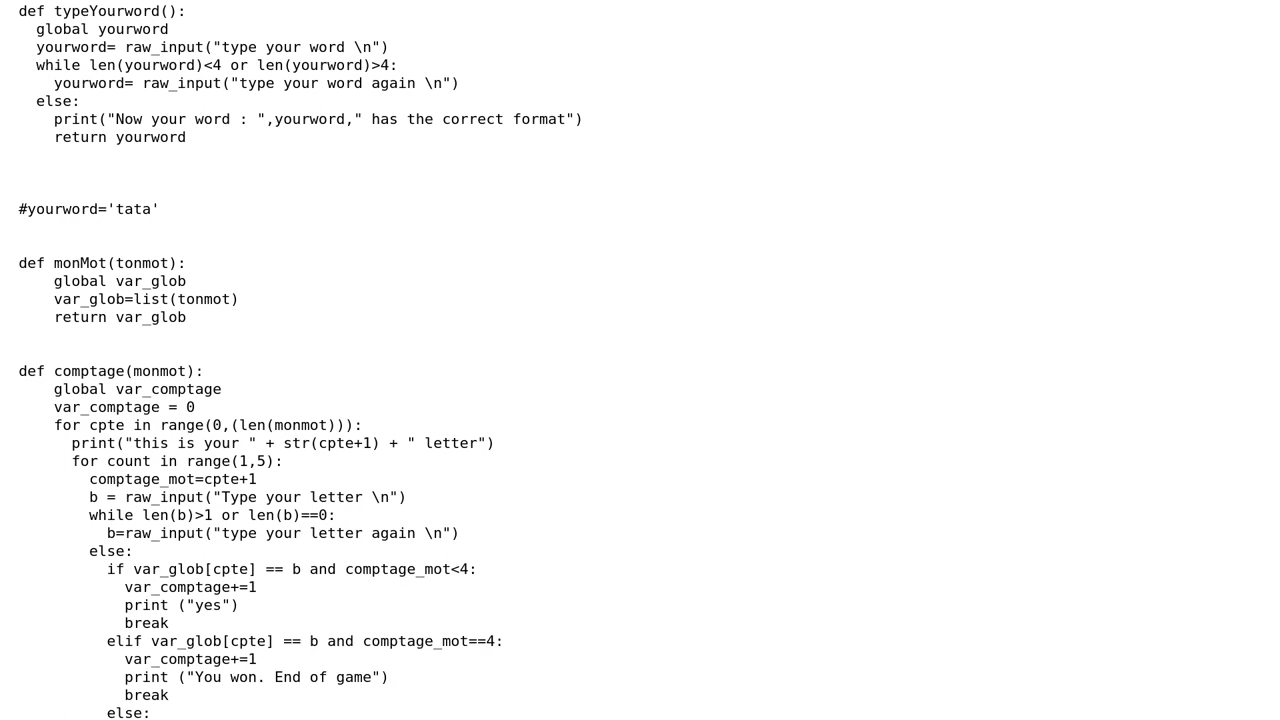 def typeYourword():
  global yourword
  yourword= raw_input("type your word \n")
  while len(yourword)<4 or len(yourword)>4:
    yourword= raw_input("type your word again \n")
  else:
    print("Now your word : ",yourword," has the correct format")
    return yourword
#yourword='tata'
def monMot(tonmot):
    global var_glob
    var_glob=list(tonmot)
    return var_glob
def comptage(monmot):
    global var_comptage
    var_comptage = 0
    for cpte in range(0,(len(monmot))):
      print("this is your " + str(cpte+1) + " letter")
      for count in range(1,5):
        comptage_mot=cpte+1
        b = raw_input("Type your letter \n")
        while len(b)>1 or len(b)==0:
          b=raw_input("type your letter again \n")
        else:
          if var_glob[cpte] == b and comptage_mot<4:
            var_comptage+=1
            print ("yes")
            break
          elif var_glob[cpte] == b and comptage_mot==4:
            var_comptage+=1
            print ("You won. End of game")
            break
          else: